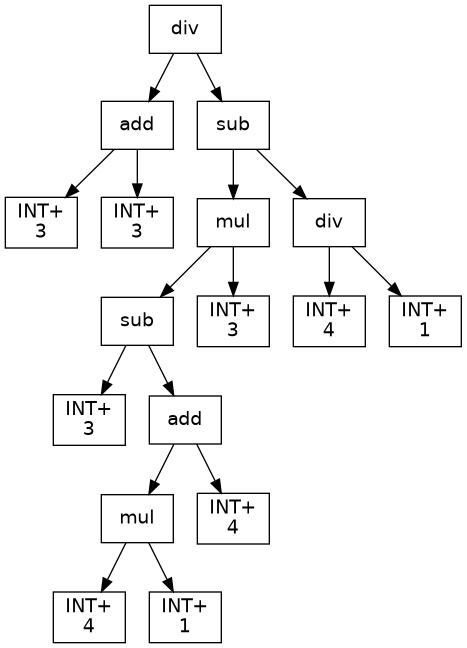 div
add
sub
INT+
3
INT+
3
mul
div
sub
INT+
3
INT+
4
INT+
1
INT+
3
add
mul
INT+
4
INT+
4
INT+
1